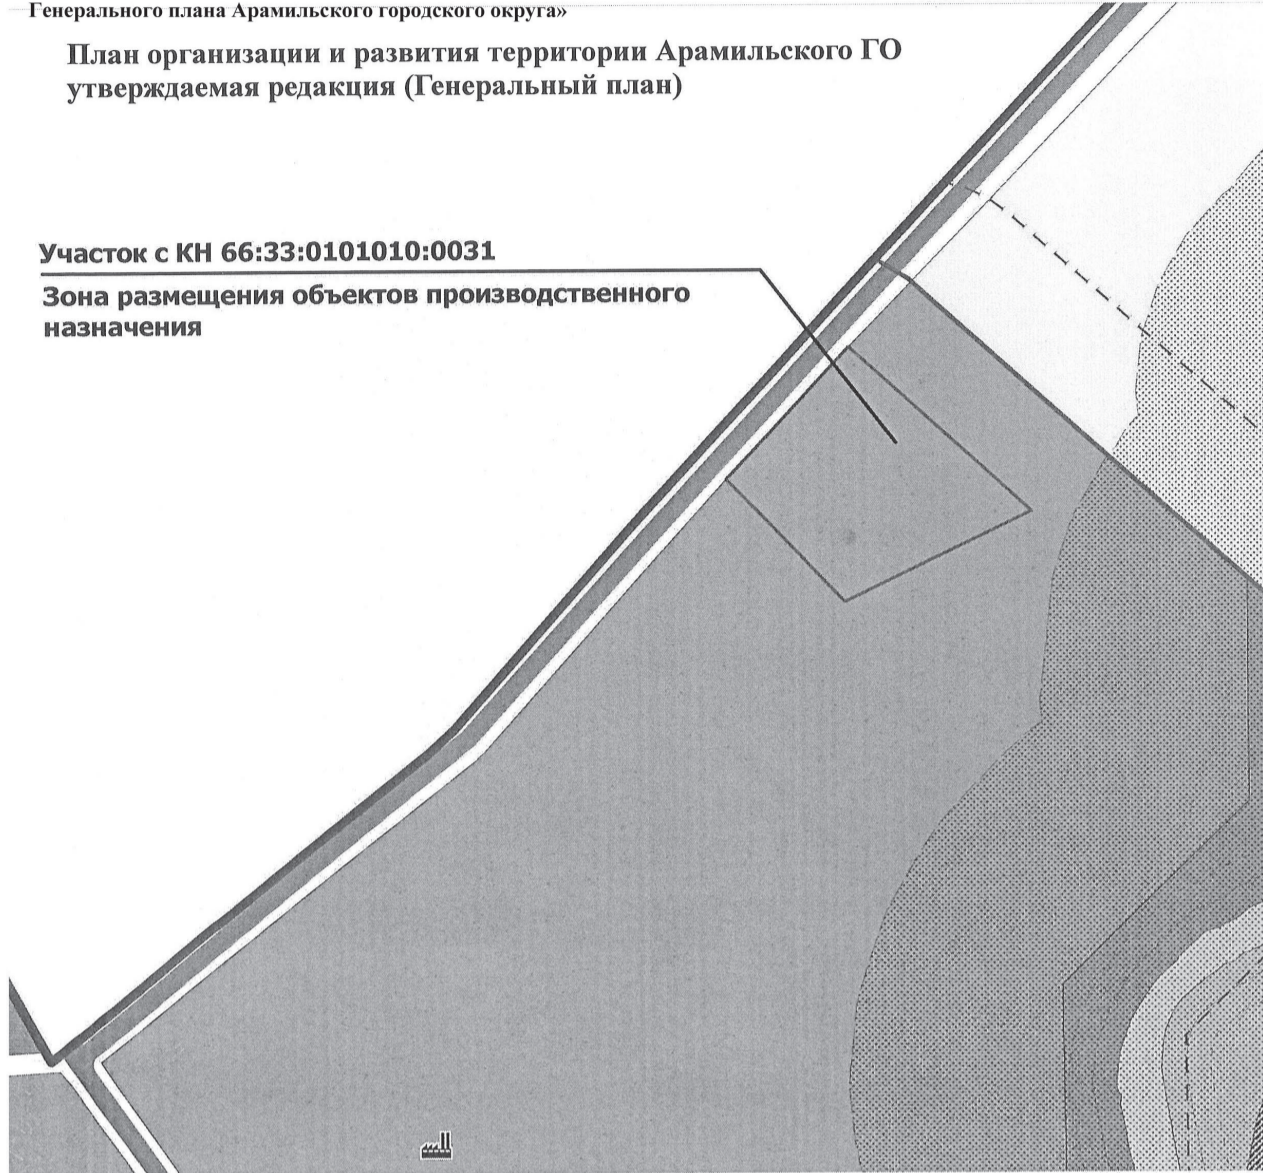 Генерального плана Арамильского городского округа»
План организации и развития территории Арамильского ГО
утверждаемая редакция (Генеральный план)
Участок с КН 66:33:0101010:0031
Зона размещения объектов производственного
назначения